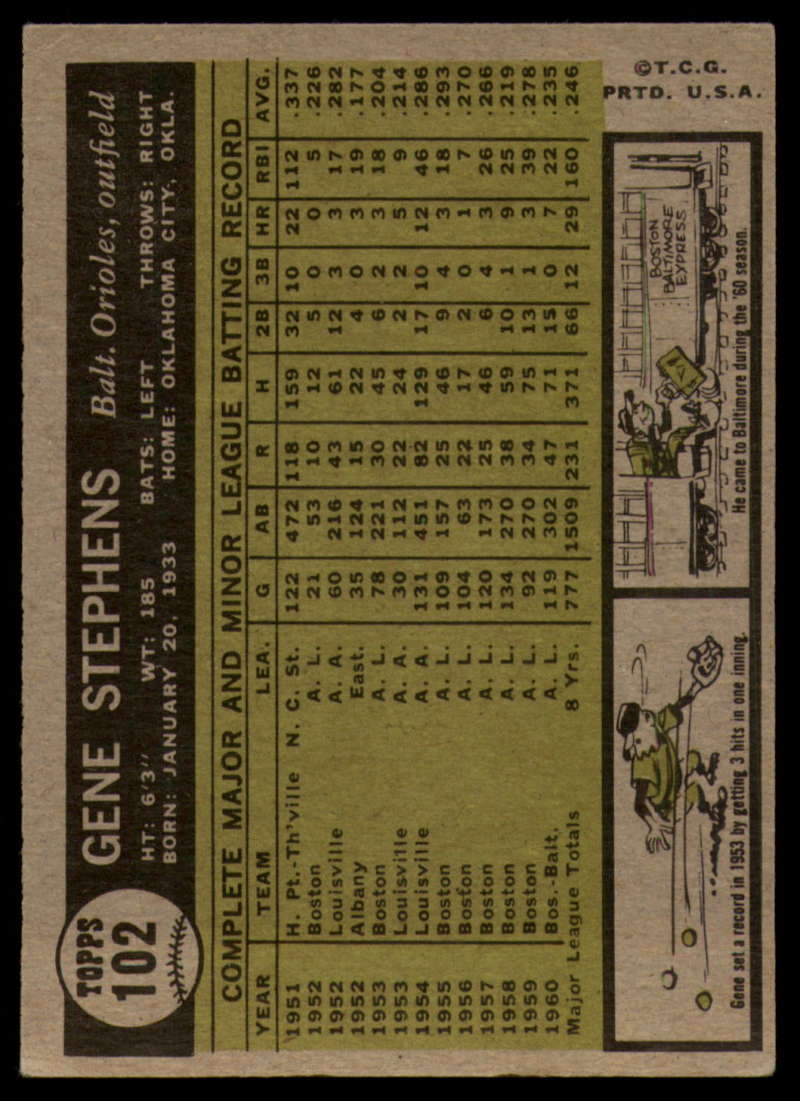 TOPPS
102
GENE STEPHENS Balt. Orioles, outfield
HT: 6'3" WT: 185 BATS: LEFT THROWS: RIGHT
BORN: JANUARY 20, 1933 HOME: OKLAHOMA CITY, OKLA.
COMPLETE MAJOR AND MINOR LEAGUE BATTING RECORD
YEAR TEAM LEA. G AB R H 2B 3B HR RBI AVG.
1951 H. Pt.-Th'ville N. C. St. 122 472 118 159 32 10 22 112 .337
1952 Boston A. L. 21 53 10 12 5 0 0 5 .226
1952 Louisville A. A. 60 216 43 61 12 3 3 17 .282
1952 Albany East. 35 124 15 22 4 0 3 19 .177
1953 Boston A. L. 78 221 30 45 6 2 3 18 .204
1953 Louisville A. A. 30 112 22 24 2 2 5 9 .214
1954 Louisville A. A. 131 451 82 129 17 10 12 46 .286
1955 Boston A. L. 109 157 25 46 9 4 3 18 .293
1956 Boston A. L. 104 63 22 17 2 0 1 7 .270
1957 Boston A. L. 120 173 25 46 6 4 3 26 .266
1958 Boston A. L. 134 270 38 59 10 1 9 25 .219
1959 Boston A. L. 92 270 34 75 13 1 3 39 .278
1960 Bos.-Balt. A. L. 119 302 47 71 15 0 7 22 .235
Major League Totals 8 Yrs. 777 1509 231 371 66 12 29 160 .246
Gene set a record in 1953 by getting 3 hits in one inning.
BOSTON
BALTIMORE
EXPRESS
He came to Baltimore during the '60 season.
©T.C.G.
PRTD. U.S.A.